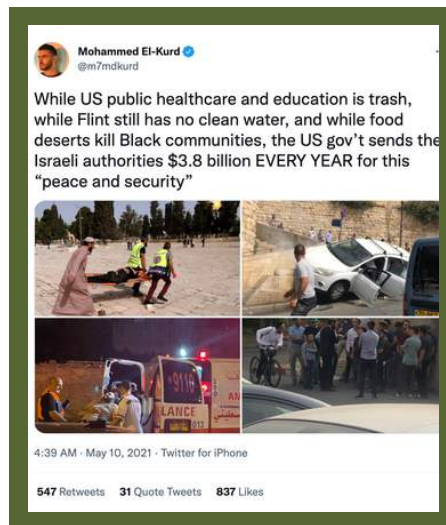 Mohammed El-Kurd
@m7mdkurd
While US public healthcare and education is trash,
while Flint still has no clean water, and while food
deserts kill Black communities, the US gov't sends the
Israeli authorities $3.8 billion EVERY YEAR for this
“peace and security”
LANCE
013
4:39 AM · May 10, 2021 · Twitter for iPhone
547 Retweets 31 Quote Tweets 837 Likes